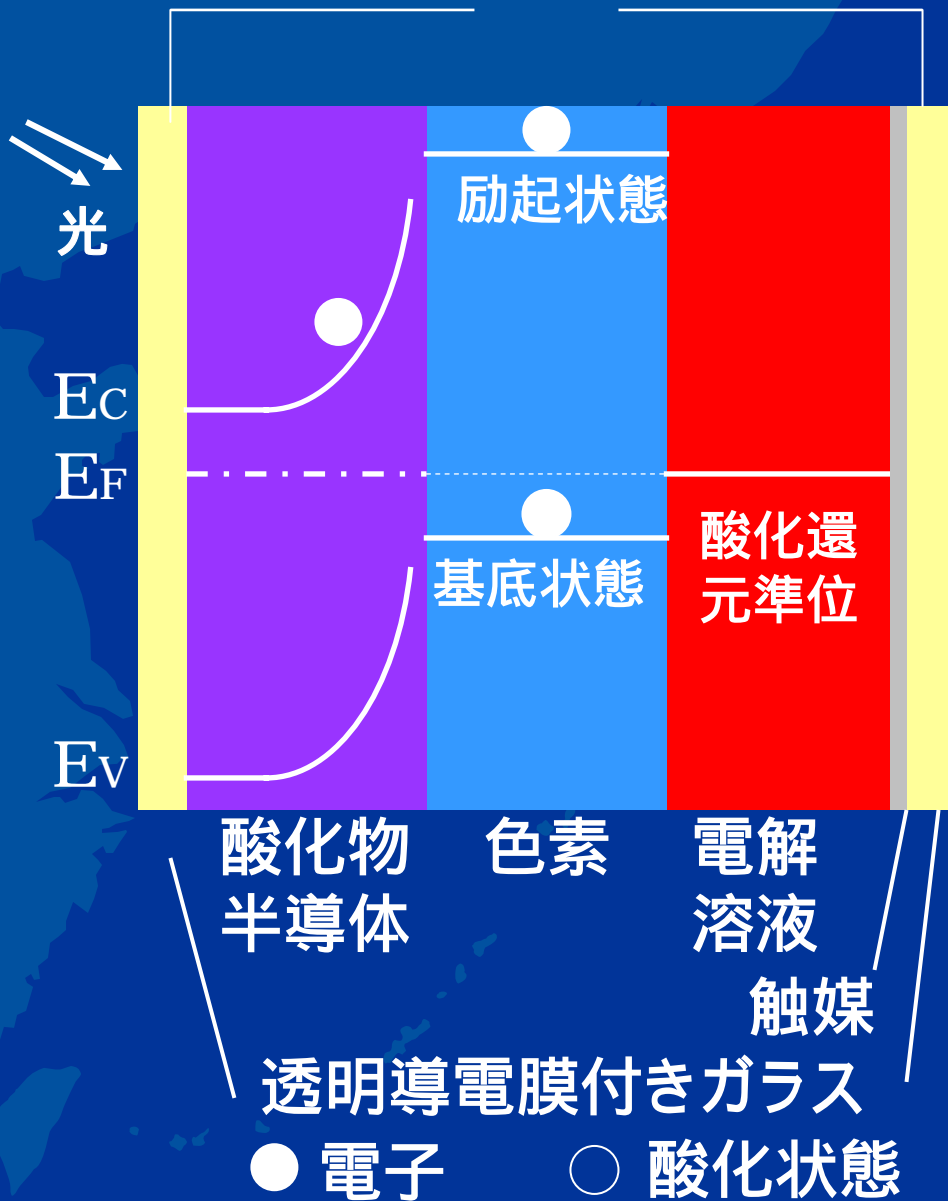 励起状態
光
EC
EF
酸化還
元準位
基底状態
EV
酸化物
半導体
色素
電解
溶液
触媒
透明導電膜付きガラス
電子
酸化状態